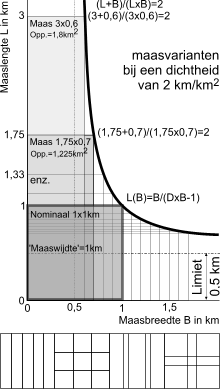 (L+B)/(LxB)=2
(3+0,6)/(3x0,6)=2
Maaslengte L in km
3
Maas 3x0,6
Opp.=1,8km2
maasvarianten
bij een dichtheid
van 2 km/km2
1,75
(1,75+0,7)/(1,75x0,7)=2
Maas 1,75x0,7
Opp.=1,225km2
1,33
enz.
L(B)=B/(DxB-1)
1
Nominaal 1x1km
'Maaswijdte'=1km
Limiet
0.5 km
0
0
0,5
1
1,5
Maasbreedte B in km